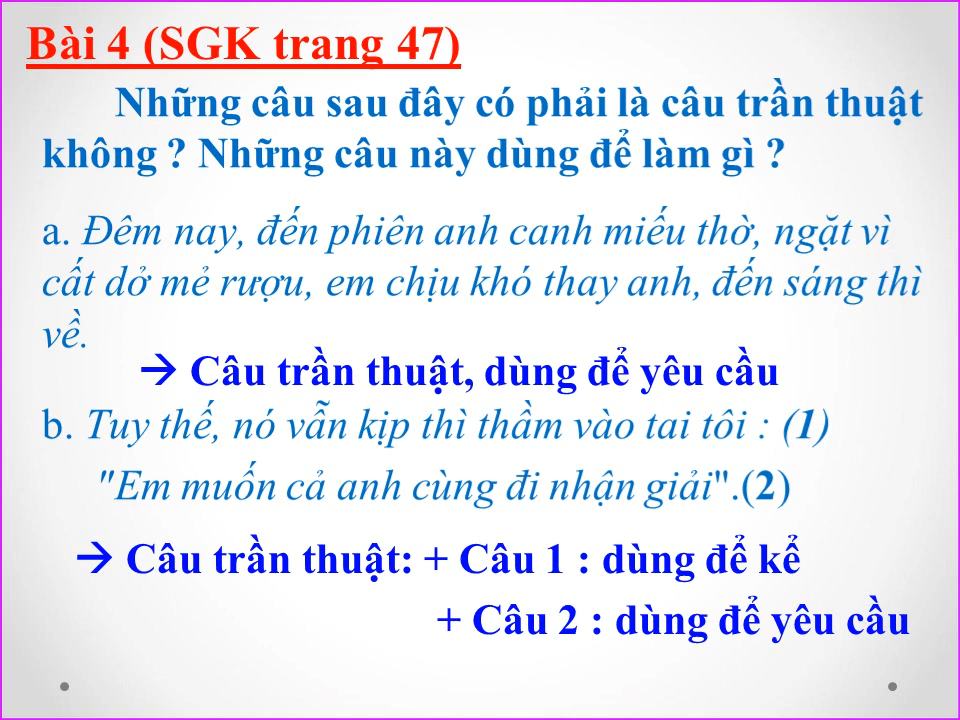 Bài 4 (SGK trang 47)
Những câu sau đây có phải là câu trần thuật
không ? Những câu này dùng để làm gì ?
a. Đêm nay, đến phiên anh canh miếu thờ, ngặt vì
cất dở mẻ rượu, em chịu khó thay anh, đến sáng thì
về.
→ Câu trần thuật, dùng để yêu cầu
b. Tuy thế, nó vẫn kịp thì thầm vào tai tôi : (1)
"Em muốn cả anh cùng đi nhận giải".(2)
→ Câu trần thuật: + Câu 1 : dùng để kể
+ Câu 2 : dùng để yêu cầu